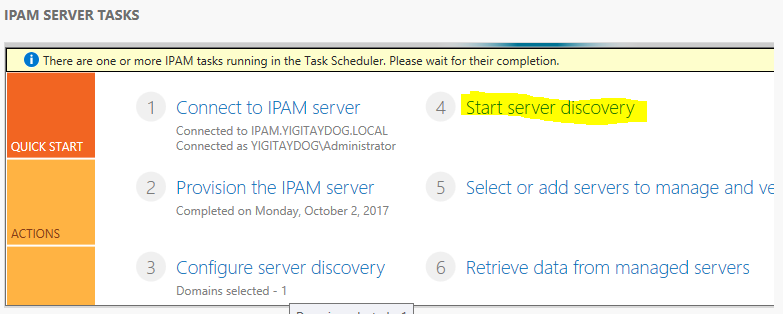 IPAM SERVER TASKS
There are one or more IPAM tasks running in the Task Scheduler. Please wait for their completion.
QUICK START
ACTIONS
1 Connect to IPAM server
Connected to IPAM.YIGITAYDOG.LOCAL
Connected as YIGITAYDOG\Administrator
2 Provision the IPAM server
Completed on Monday, October 2, 2017
3 Configure server discovery
Domains selected - 1
4 Start server discovery
5 Select or add servers to manage and ve
6 Retrieve data from managed servers